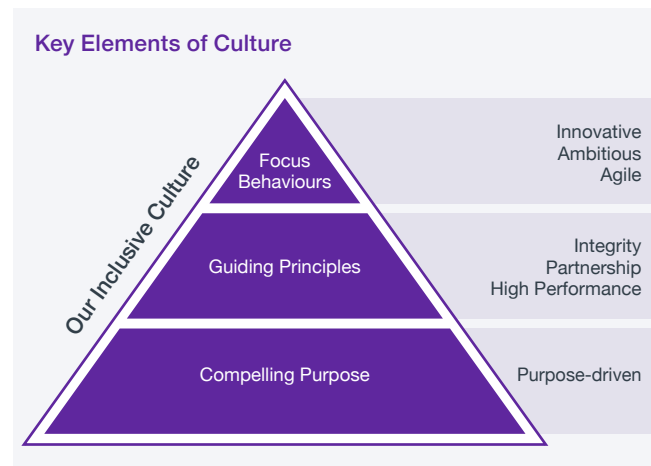 Key Elements of Culture
Our Inclusive Culture
Focus
Behaviours
Innovative
Ambitious
Agile
Guiding Principles
Integrity
Partnership
High Performance
Compelling Purpose
Purpose-driven